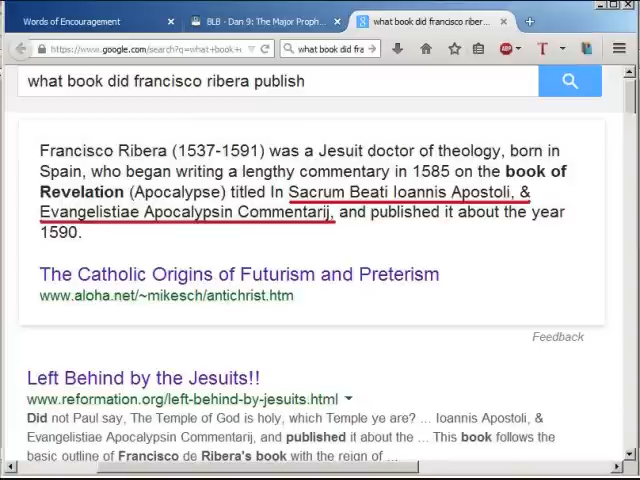 Words of Encouragement
BLB - Dan 9: The Major Proph...
what book did francisco riber...
https://www.google.com/search?q=what+book+
what book did fra
what book did francisco ribera publish
Francisco Ribera (1537-1591) was a Jesuit doctor of theology, born in
Spain, who began writing a lengthy commentary in 1585 on the book of
Revelation (Apocalypse) titled In Sacrum Beati Ioannis Apostoli, &
Evangelistiae Apocalypsin Commentarij, and published it about the year
1590.
The Catholic Origins of Futurism and Preterism
www.aloha.net/~mikesch/antichrist.htm
Feedback
Left Behind by the Jesuits!!
www.reformation.org/left-behind-by-jesuits.html
Did not Paul say, The Temple of God is holy, which Temple ye are? ... Ioannis Apostoli, &
Evangelistiae Apocalypsin Commentarij, and published it about the ... This book follows the
basic outline of Francisco de Ribera's book with the reign of ...